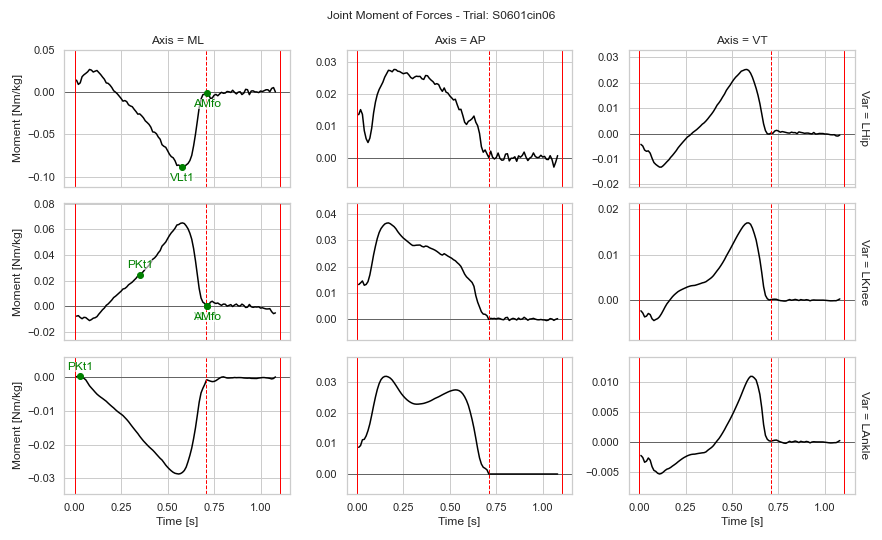 Joint Moment of Forces - Trial: S0601cin06
Axis = ML
Axis = AP
Axis = VT
Moment [Nm/kg]
0.05
0.00
−0.05
−0.10
AMfo
VLt1
0.03
0.02
0.01
0.00
0.03
0.02
0.01
0.00
−0.01
−0.02
Var = LHip
Moment [Nm/kg]
0.08
0.06
0.04
0.02
0.00
−0.02
PKt1
AMfo
0.04
0.03
0.02
0.01
0.00
0.02
0.01
0.00
Var = LKnee
Moment [Nm/kg]
0.00
−0.01
−0.02
−0.03
PKt1
0.03
0.02
0.01
0.00
0.010
0.005
0.000
−0.005
Var = LAnkle
0.00 0.25 0.50 0.75 1.00
0.00 0.25 0.50 0.75 1.00
0.00 0.25 0.50 0.75 1.00
Time [s]
Time [s]
Time [s]